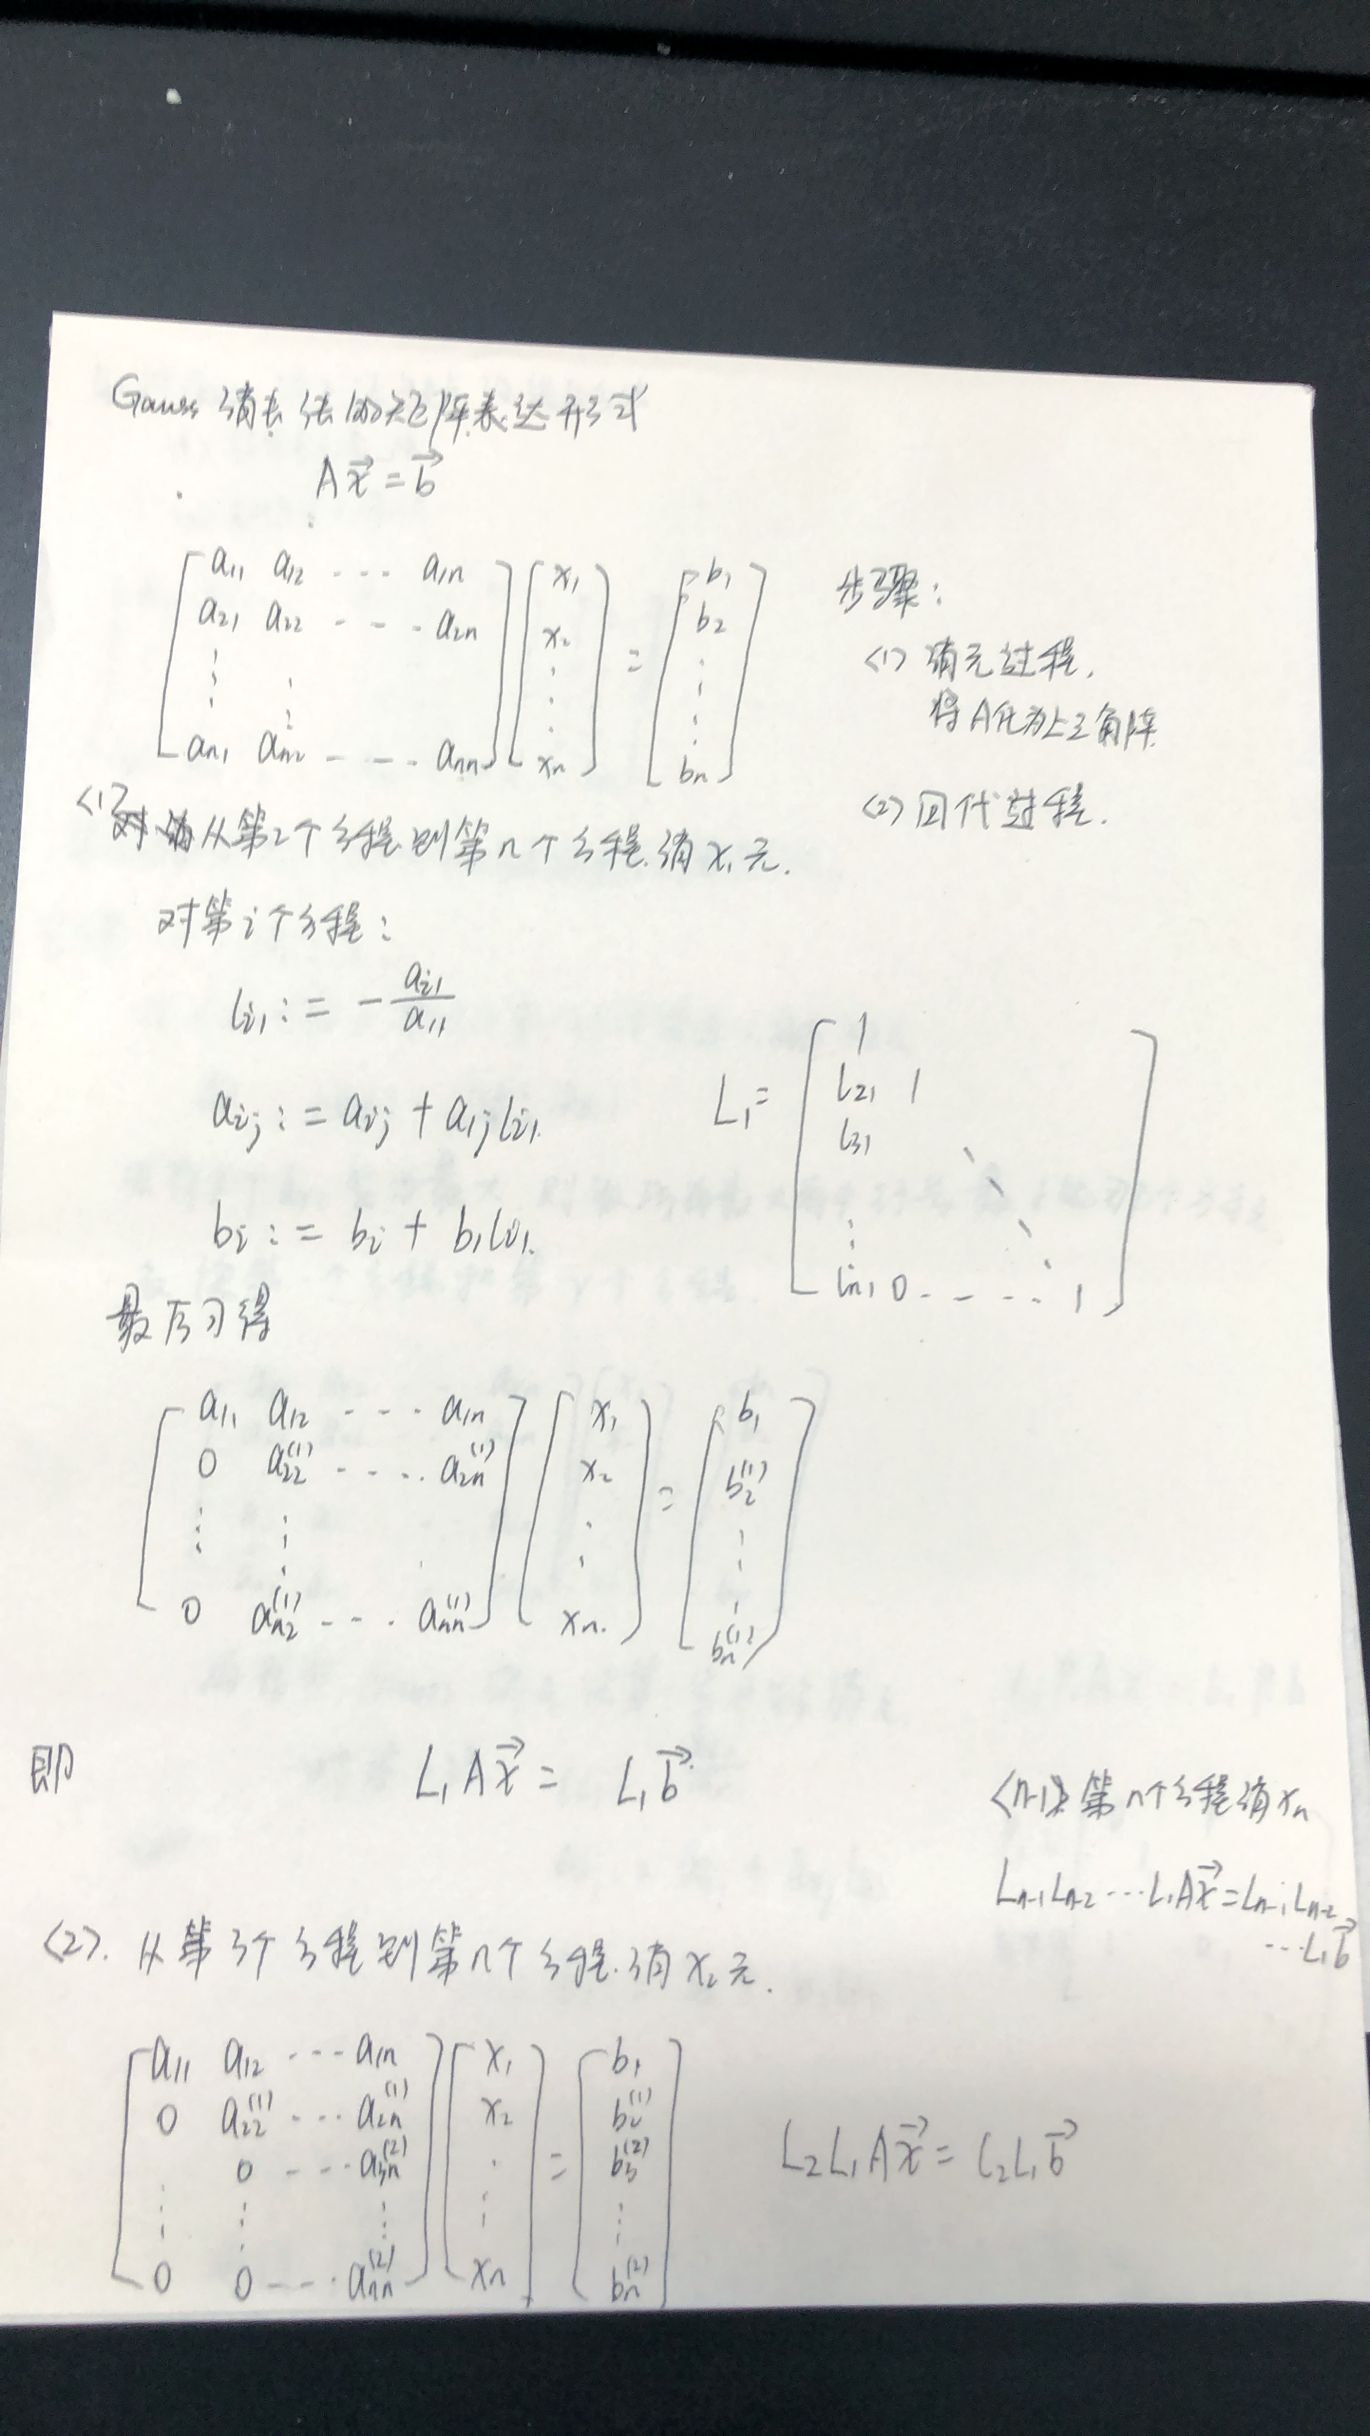 Gauss 消去法的矩阵表达形式
A\vec{x} = \vec{b}
\begin{bmatrix} a_{11} & a_{12} & \cdots & a_{1n} \\ a_{21} & a_{22} & \cdots & a_{2n} \\ \vdots & \vdots & & \\ a_{n1} & a_{n2} & \cdots & a_{nn} \end{bmatrix} \begin{bmatrix} x_1 \\ x_2 \\ \vdots \\ x_n \end{bmatrix} = \begin{bmatrix} b_1 \\ b_2 \\ \vdots \\ b_n \end{bmatrix}
步骤:
<1> 消元过程,
将A化为上三角阵
<2> 回代过程.
<1> 从第2个方程到第n个方程消x_1元.
对第i个方程:
l_{i1} := -\frac{a_{i1}}{a_{11}}
a_{ij} := a_{ij} + a_{1j} l_{i1}.
b_i := b_i + b_1 l_{i1}.
L_1 = \begin{bmatrix} 1 & & & \\ l_{21} & 1 & & \\ l_{31} & & \ddots & \\ \vdots & & & \ddots \\ l_{n1} & 0 & \cdots & 1 \end{bmatrix}
最后可得
\begin{bmatrix} a_{11} & a_{12} & \cdots & a_{1n} \\ 0 & a_{22}^{(1)} & \cdots & a_{2n}^{(1)} \\ \vdots & \vdots & & \\ 0 & a_{n2}^{(1)} & \cdots & a_{nn}^{(1)} \end{bmatrix} \begin{bmatrix} x_1 \\ x_2 \\ \vdots \\ x_n \end{bmatrix} = \begin{bmatrix} b_1 \\ b_2^{(1)} \\ \vdots \\ b_n^{(1)} \end{bmatrix}
即 L_1 A\vec{x} = L_1 \vec{b}
<2>. 从第3个方程到第n个方程.消x_2元.
\begin{bmatrix} a_{11} & a_{12} & \cdots & a_{1n} \\ 0 & a_{22}^{(1)} & \cdots & a_{2n}^{(1)} \\ & 0 & \cdots & a_{3n}^{(2)} \\ \vdots & \vdots & & \vdots \\ 0 & 0 & \cdots & a_{nn}^{(2)} \end{bmatrix} \begin{bmatrix} x_1 \\ x_2 \\ \vdots \\ x_n \end{bmatrix} = \begin{bmatrix} b_1 \\ b_2^{(1)} \\ b_3^{(2)} \\ \vdots \\ b_n^{(2)} \end{bmatrix}
L_2 L_1 A\vec{x} = L_2 L_1 \vec{b}
<n-1> 第n个方程消x_n
L_{n-1} L_{n-2} \cdots L_1 A\vec{x} = L_{n-1} L_{n-2}
\cdots L_1 \vec{b}